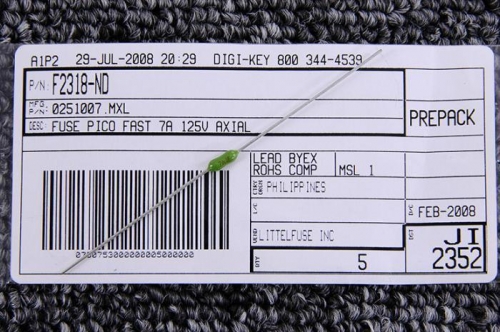 A1P2 29-JUL-2008 20:29 DIGI-KEY 800 344-4539
P/N: F2318-ND
MFG. P/N: 0251007.MXL
DESC: FUSE PICO FAST 7A 125V AXIAL
PREPACK
LEAD BYEX
ROHS COMP
MSL 1
PHILIPPINES
L/C
D/C FEB-2008
VEND LITTELFUSE INC
QTY 5
JI
2352